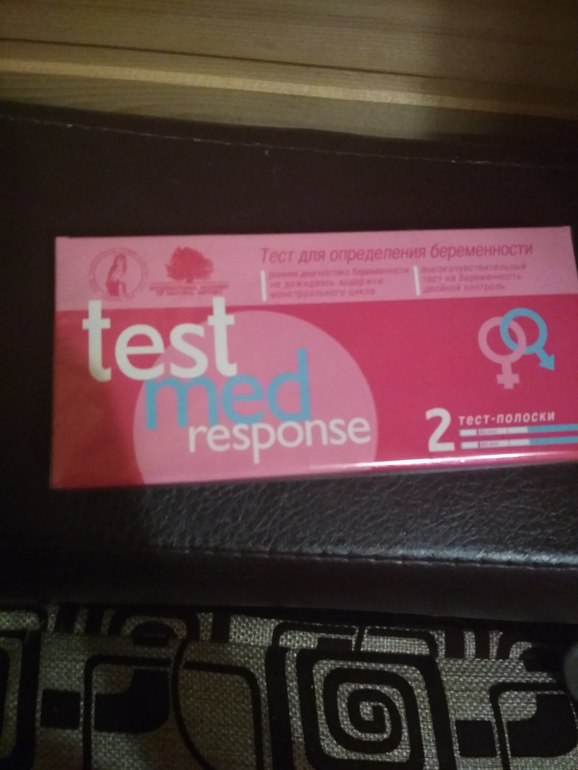 Тест для определения беременности
ранняя диагностика беременности
не дожидаясь задержки
менструального цикла
высокочувствительный
тест на беременность
двойной контроль
test
med
response
2 тест-полоски